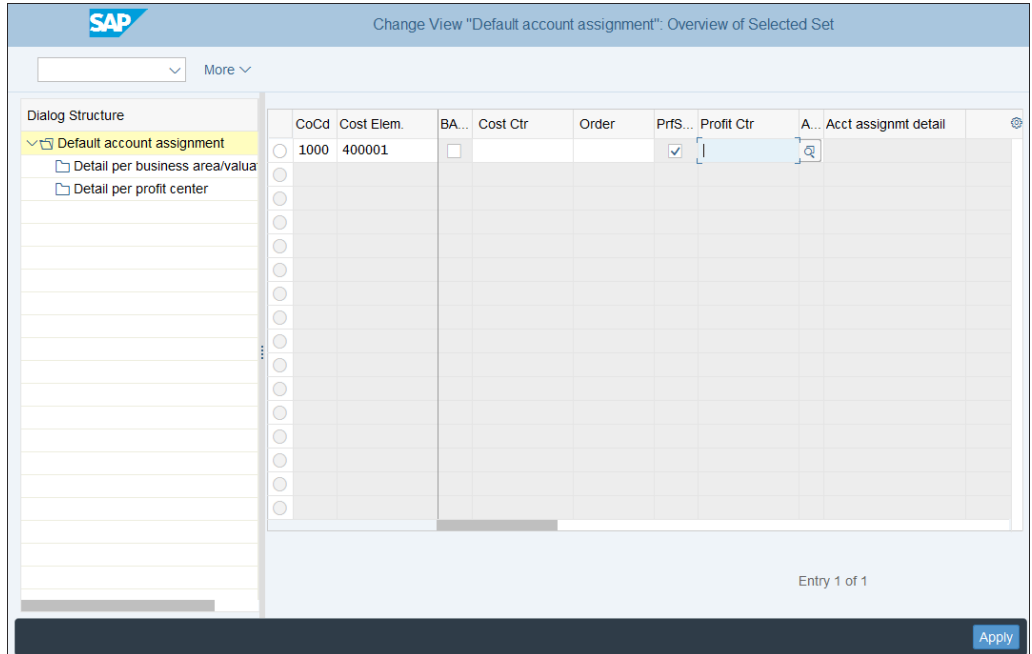 SAP
Change View "Default account assignment": Overview of Selected Set
More
Dialog Structure
Default account assignment
Detail per business area/valua
Detail per profit center
CoCd Cost Elem. BA... Cost Ctr Order PrfS... Profit Ctr A... Acct assignmt detail
1000 400001
Entry 1 of 1
Apply